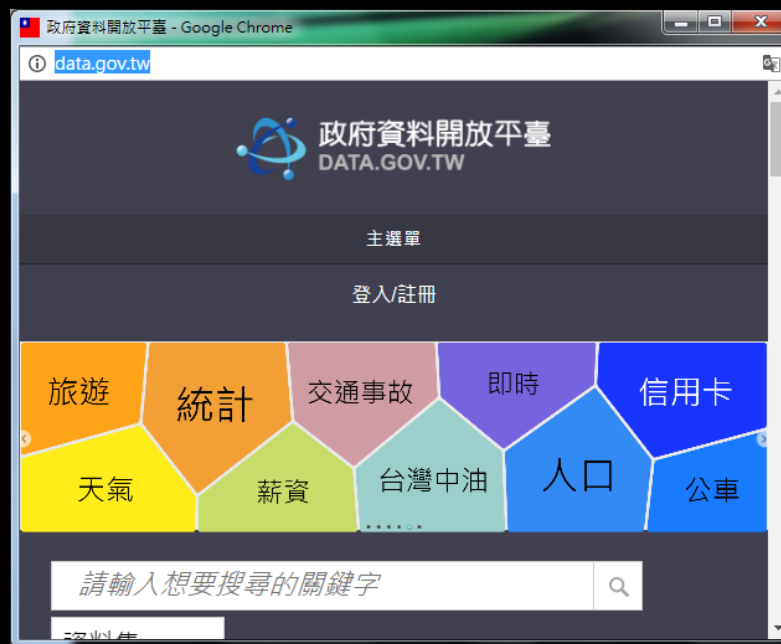 政府資料開放平臺 - Google Chrome
data.gov.tw
政府資料開放平臺
DATA.GOV.TW
主選單
登入/註冊
旅遊
統計
交通事故
即時
信用卡
天氣
薪資
台灣中油
人口
公車
請輸入想要搜尋的關鍵字
資料集